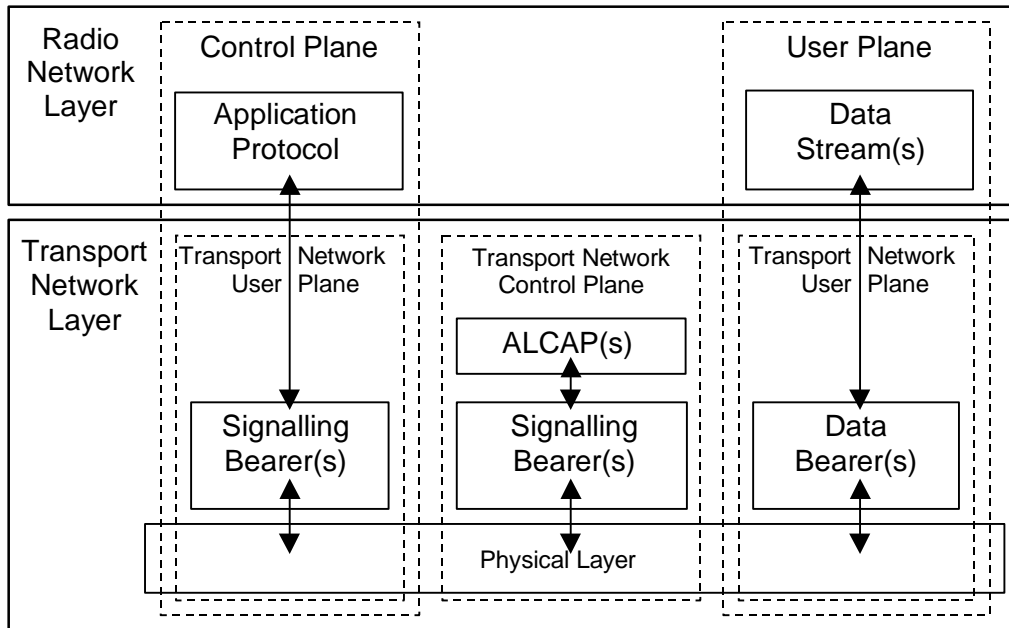 Radio
Network
Layer
Control Plane
User Plane
Application
Protocol
Data
Stream(s)
Transport
Network
Layer
Transport Network
User Plane
Transport Network
Control Plane
Transport Network
User Plane
ALCAP(s)
Signalling
Bearer(s)
Signalling
Bearer(s)
Data
Bearer(s)
Physical Layer